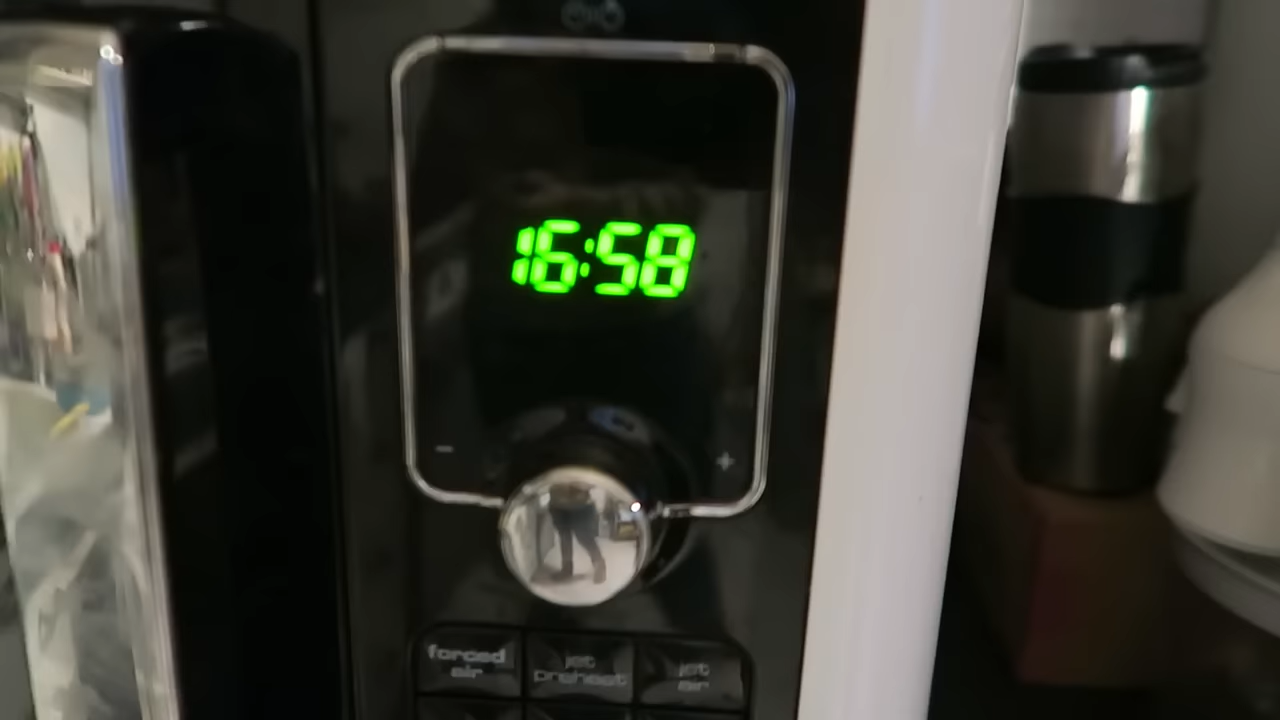 16:58
-
+
forced
air
jet
preheat
jet
air